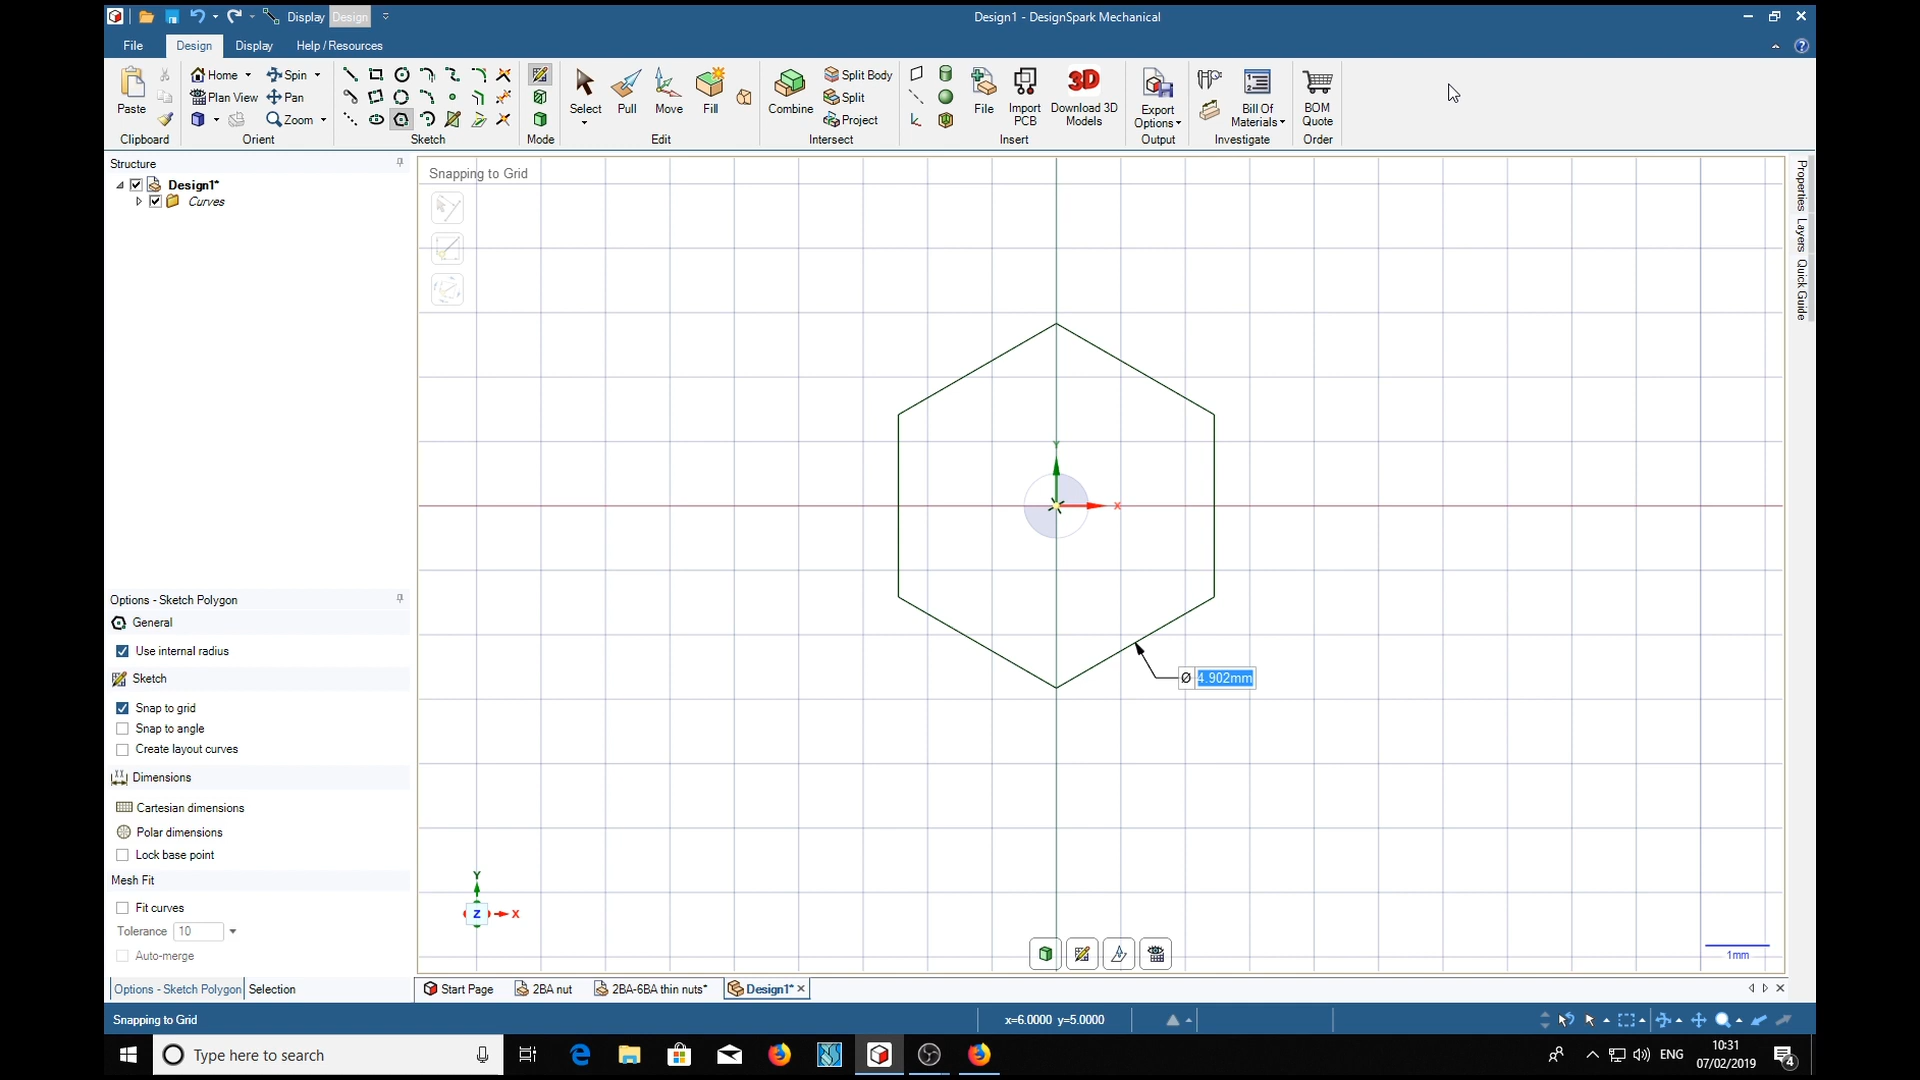 Display Design
Design1 - DesignSpark Mechanical
File Design Display Help / Resources
Paste
Clipboard
Home Spin
Plan View Pan
Zoom
Orient
Sketch
Mode
Select Pull Move Fill
Edit
Combine
Split Body
Split
Project
Intersect
File
Import PCB
3D
Download 3D Models
Insert
Export Options
Output
Bill Of Materials
Investigate
BOM Quote
Order
Structure
Design1*
Curves
Snapping to Grid
Properties
Layers
Quick Guide
Y
X
Ø 4.902mm
Options - Sketch Polygon
General
Use internal radius
Sketch
Snap to grid
Snap to angle
Create layout curves
Dimensions
Cartesian dimensions
Polar dimensions
Lock base point
Mesh Fit
Fit curves
Tolerance 10
Auto-merge
Y
Z X
1mm
Options - Sketch Polygon Selection
Start Page 2BA nut 2BA-6BA thin nuts* Design1*
Snapping to Grid
x=6.0000 y=5.0000
Type here to search
ENG
10:31
07/02/2019
4